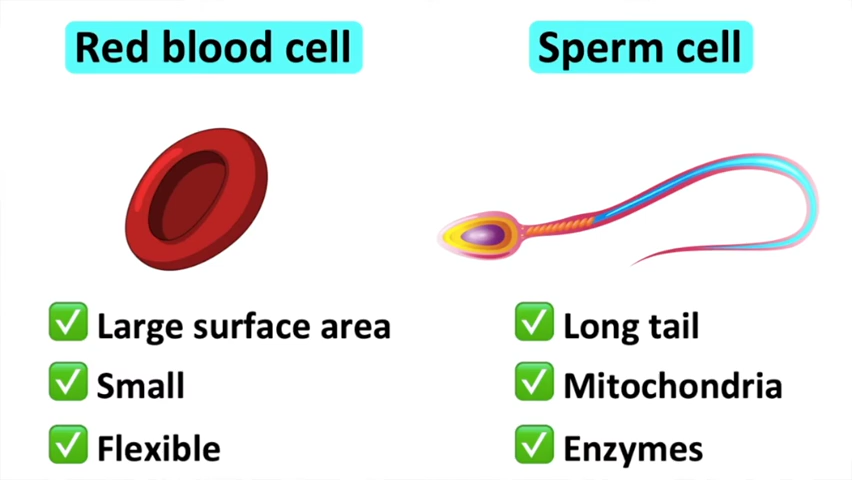 Red blood cell
Sperm cell
Large surface area
Small
Flexible
Long tail
Mitochondria
Enzymes